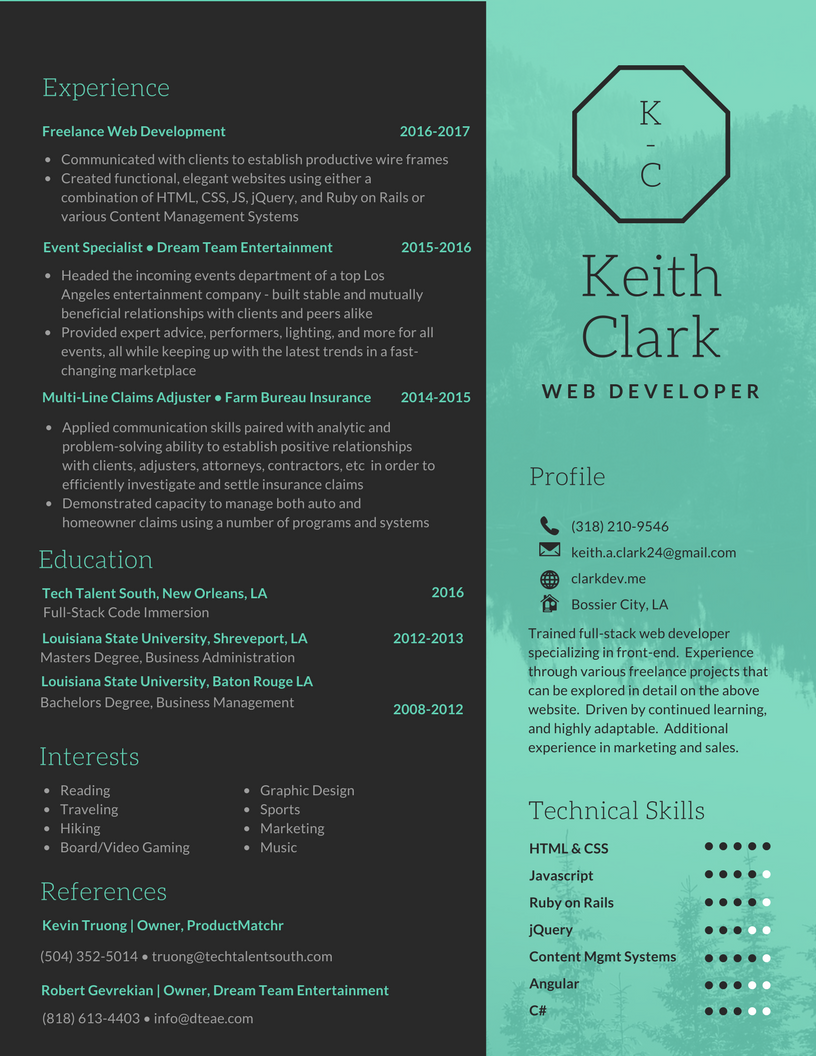 Experience
Freelance Web Development 2016-2017
• Communicated with clients to establish productive wire frames
• Created functional, elegant websites using either a
combination of HTML, CSS, JS, jQuery, and Ruby on Rails or
various Content Management Systems
Event Specialist • Dream Team Entertainment 2015-2016
• Headed the incoming events department of a top Los
Angeles entertainment company - built stable and mutually
beneficial relationships with clients and peers alike
• Provided expert advice, performers, lighting, and more for all
events, all while keeping up with the latest trends in a fast-
changing marketplace
Multi-Line Claims Adjuster • Farm Bureau Insurance 2014-2015
• Applied communication skills paired with analytic and
problem-solving ability to establish positive relationships
with clients, adjusters, attorneys, contractors, etc in order to
efficiently investigate and settle insurance claims
• Demonstrated capacity to manage both auto and
homeowner claims using a number of programs and systems
Education
Tech Talent South, New Orleans, LA 2016
Full-Stack Code Immersion
Louisiana State University, Shreveport, LA 2012-2013
Masters Degree, Business Administration
Louisiana State University, Baton Rouge LA
Bachelors Degree, Business Management
2008-2012
Interests
• Reading
• Traveling
• Hiking
• Board/Video Gaming
• Graphic Design
• Sports
• Marketing
• Music
References
Kevin Truong | Owner, ProductMatchr
(504) 352-5014 • truong@techtalentsouth.com
Robert Gevrekian | Owner, Dream Team Entertainment
(818) 613-4403 • info@dteae.com
K
-
C
Keith
Clark
WEB DEVELOPER
Profile
(318) 210-9546
keith.a.clark24@gmail.com
clarkdev.me
Bossier City, LA
Trained full-stack web developer
specializing in front-end. Experience
through various freelance projects that
can be explored in detail on the above
website. Driven by continued learning,
and highly adaptable. Additional
experience in marketing and sales.
Technical Skills
HTML & CSS
Javascript
Ruby on Rails
jQuery
Content Mgmt Systems
Angular
C#